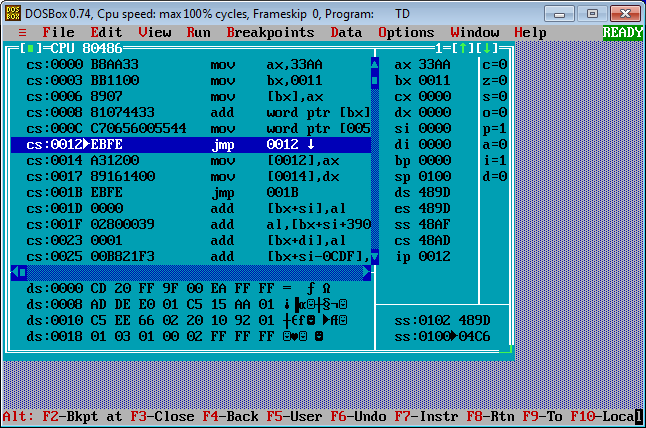 DOSBox 0.74, Cpu speed: max 100% cycles, Frameskip 0, Program: TD
≡ File Edit View Run Breakpoints Data Options Window Help READY
[■]=CPU 80486 1=[↑][↓]
cs:0000 B8AA33 mov ax,33AA ax 33AA c=0
cs:0003 BB1100 mov bx,0011 bx 0011 z=0
cs:0006 8907 mov [bx],ax cx 0000 s=0
cs:0008 81074433 add word ptr [bx] dx 0000 o=0
cs:000C C70656005544 mov word ptr [005 si 0000 p=1
cs:0012▶EBFE jmp 0012 ↓ di 0000 a=0
cs:0014 A31200 mov [0012],ax bp 0000 i=1
cs:0017 89161400 mov [0014],dx sp 0100 d=0
cs:001B EBFE jmp 001B ds 489D
cs:001D 0000 add [bx+si],al es 489D
cs:001F 02800039 add al,[bx+si+390 ss 48AF
cs:0023 0001 add [bx+di],al cs 48AD
cs:0025 00B821F3 add [bx+si-0CDF], ip 0012
ds:0000 CD 20 FF 9F 00 EA FF FF = ƒ Ω
ds:0008 AD DE E0 01 C5 15 AA 01 ¡▐α☺┼§¬☺
ds:0010 C5 EE 66 02 20 10 92 01 ┼εf☻ ►Æ☺ ss:0102 489D
ds:0018 01 03 01 00 02 FF FF FF ☺♥☺ ☻ ss:0100▶04C6
Alt: F2-Bkpt at F3-Close F4-Back F5-User F6-Undo F7-Instr F8-Rtn F9-To F10-Local